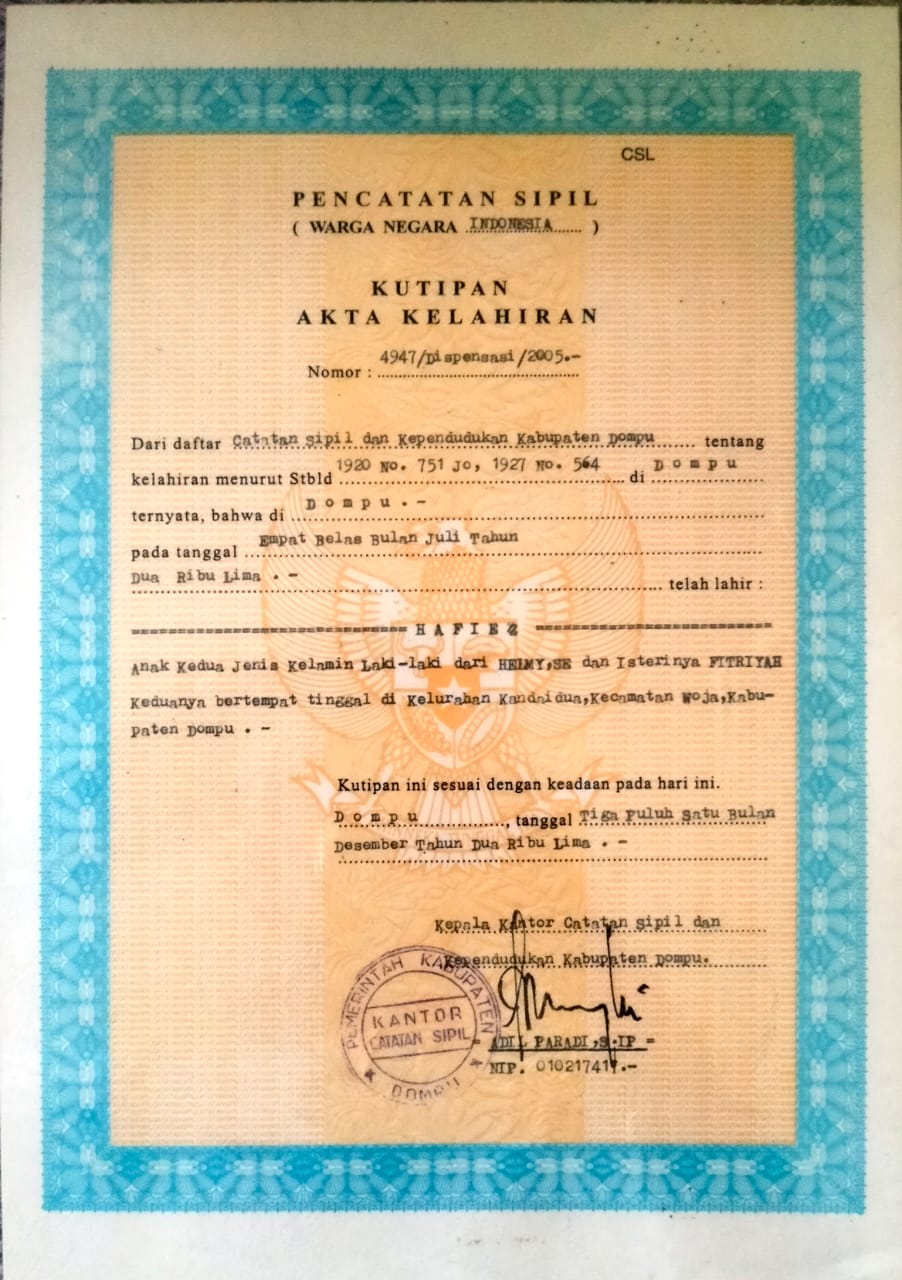 CSL
PENCATATAN SIPIL
( WARGA NEGARA INDONESIA )
KUTIPAN
AKTA KELAHIRAN
Nomor : 4947/Dispensasi/2005.-
Dari daftar Catatan sipil dan Kependudukan Kabupaten Dompu tentang
kelahiran menurut Stbld 1920 No. 751 Jo, 1927 No. 564 di Dompu
ternyata, bahwa di Dompu.-
pada tanggal Empat Belas Bulan Juli Tahun
Dua Ribu Lima .- telah lahir :
HAFIEZ
Anak Kedua Jenis Kelamin Laki-laki dari HELMY,SE dan Isterinya FITRIYAH
Keduanya bertempat tinggal di Kelurahan Kandaidua,Kecamatan Woja,Kabu-
paten Dompu . -
Kutipan ini sesuai dengan keadaan pada hari ini.
Dompu, tanggal Tiga Puluh Satu Bulan
Desember Tahun Dua Ribu Lima . -
Kepala Kantor Catatan sipil dan
Kependudukan Kabupaten Dompu.
PEMERINTAH KABUPATEN
KANTOR
CATATAN SIPIL
DOMPU
= ADIL PARADI,S.IP =
NIP. 010217417.-